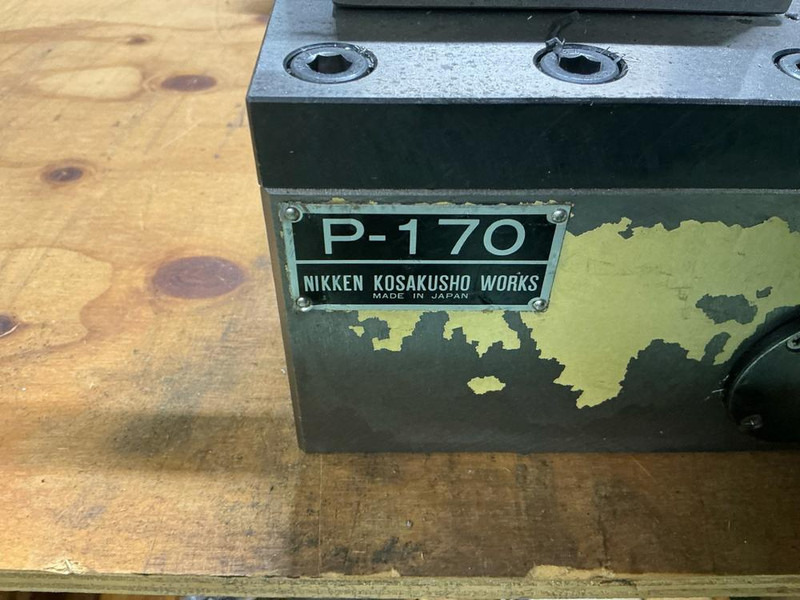 P-170
NIKKEN KOSAKUSHO WORKS
MADE IN JAPAN